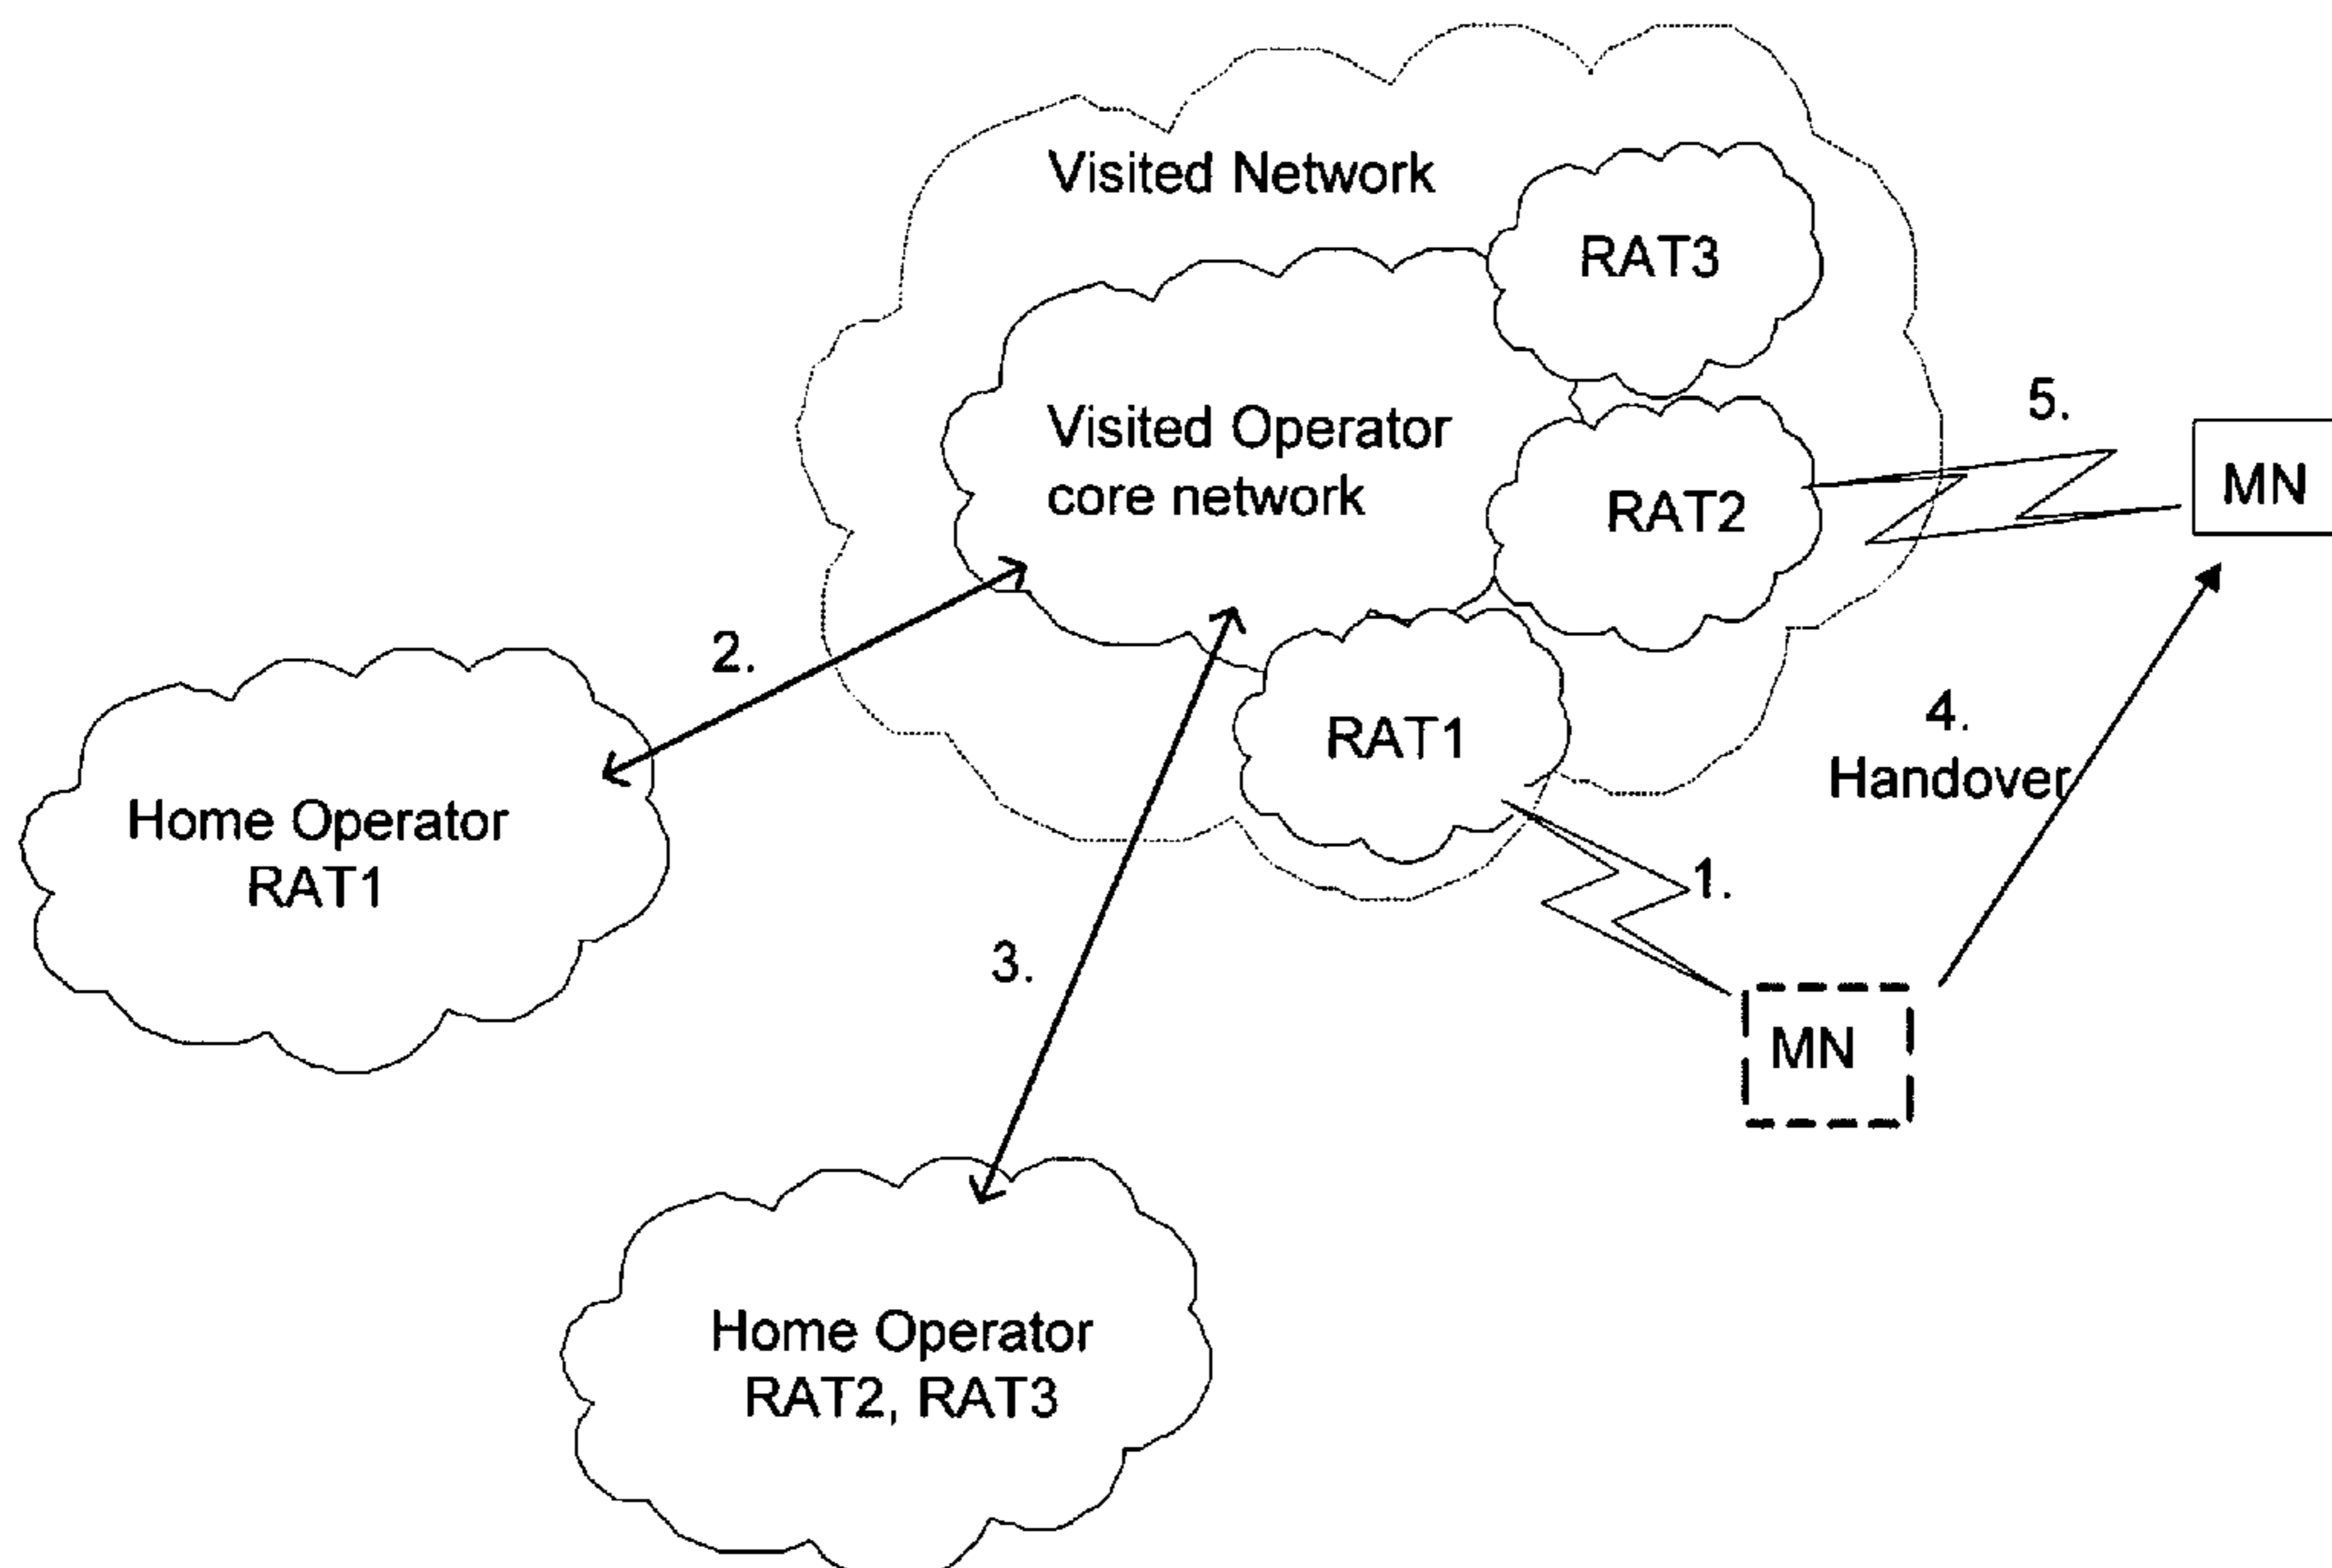 Visited Network
RAT3
Visited Operator
core network
5.
MN
RAT2
2.
RAT1
4.
Handover
Home Operator
RAT1
1.
3.
MN
Home Operator
RAT2, RAT3